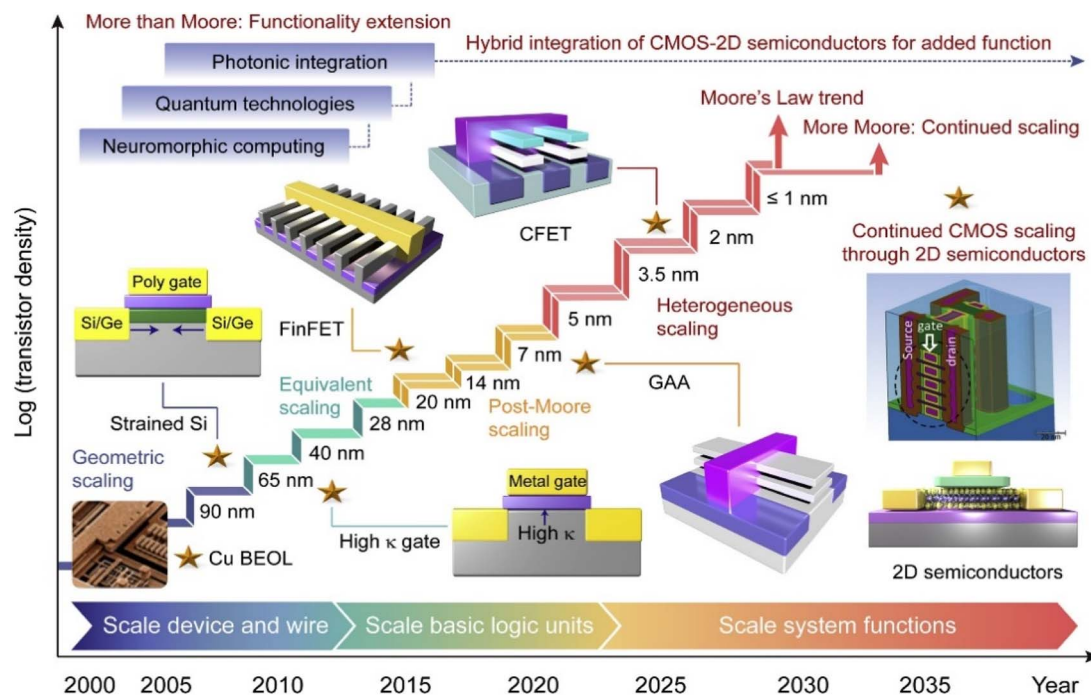 More than Moore: Functionality extension
Hybrid integration of CMOS-2D semiconductors for added function
Photonic integration
Quantum technologies
Neuromorphic computing
Moore's Law trend
More Moore: Continued scaling
≤ 1 nm
2 nm
3.5 nm
5 nm
7 nm
14 nm
20 nm
28 nm
40 nm
65 nm
90 nm
CFET
Continued CMOS scaling
through 2D semiconductors
Heterogeneous
scaling
Poly gate
Si/Ge
Si/Ge
FinFET
Source
gate
drain
GAA
Equivalent
scaling
Post-Moore
scaling
Strained Si
Geometric
scaling
Metal gate
High κ
High κ gate
Cu BEOL
2D semiconductors
Log (transistor density)
Scale device and wire
Scale basic logic units
Scale system functions
2000
2005
2010
2015
2020
2025
2030
2035
Year